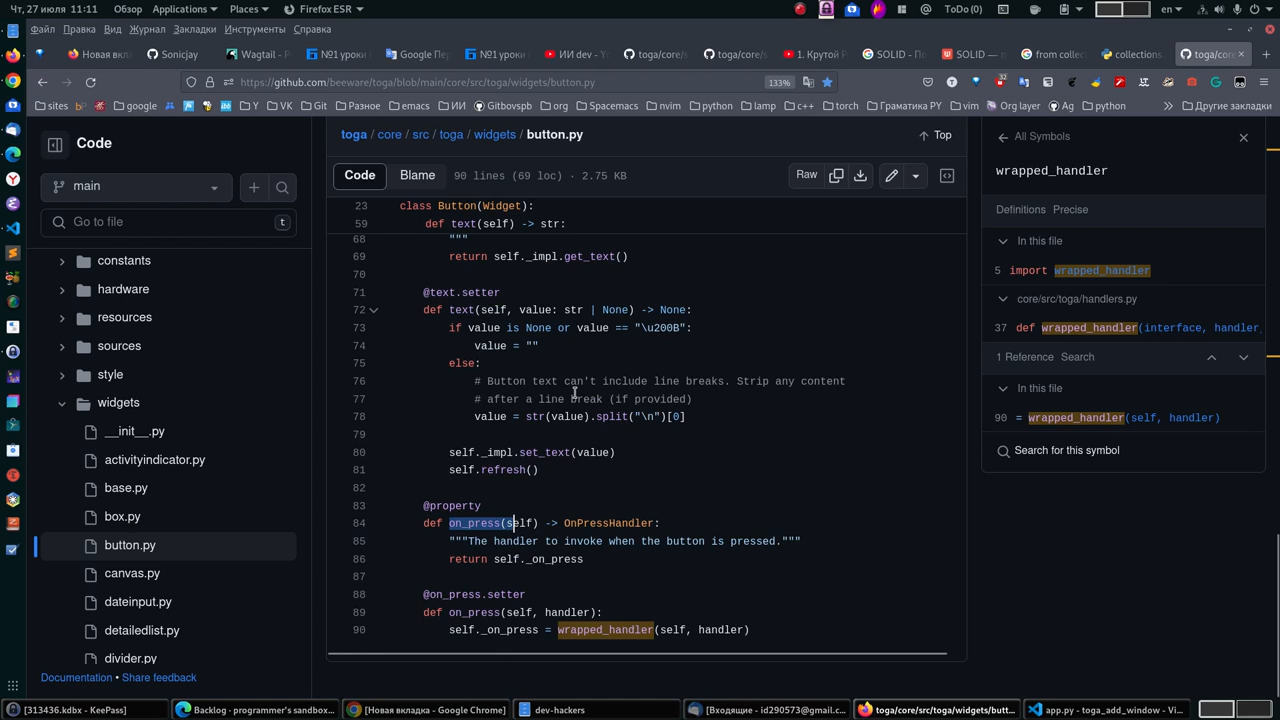 Чт, 27 июля 11:11
Обзор
Applications
Places
Firefox ESR
ToDo(0)
en
Файл Правка Вид Журнал Закладки Инструменты Справка
Новая вкл
Sonicjay
Wagtail -
№1 уроки
Google Пер
№1 урок
ИИ dev - Yo
toga/core/s
toga/core/s
1. Крутой Р
SOLID - По
SOLID —
from collec
collections.
toga/core
https://github.com/beeware/toga/blob/main/core/src/toga/widgets/button.py
133%
32
sites
google
Y
VK
Git
Разное
emacs
ИИ
Gitbovspb
org
Spacemacs
nvim
python
lamp
c++
torch
Граматика РУ
vim
Org layer
Ag
python
Другие закладки
Code
main
Go to file
t
constants
hardware
resources
sources
style
widgets
__init__.py
activityindicator.py
base.py
box.py
button.py
canvas.py
dateinput.py
detailedlist.py
divider.py
Documentation • Share feedback
toga / core / src / toga / widgets / button.py
Top
Code
Blame
90 lines (69 loc) · 2.75 KB
Raw
23 class Button(Widget):
59 def text(self) -> str:
68 """
69 return self._impl.get_text()
70
71 @text.setter
72 def text(self, value: str | None) -> None:
73 if value is None or value == "\u200B":
74 value = ""
75 else:
76 # Button text can't include line breaks. Strip any content
77 # after a line break (if provided)
78 value = str(value).split("\n")[0]
79
80 self._impl.set_text(value)
81 self.refresh()
82
83 @property
84 def on_press(self) -> OnPressHandler:
85 """The handler to invoke when the button is pressed."""
86 return self._on_press
87
88 @on_press.setter
89 def on_press(self, handler):
90 self._on_press = wrapped_handler(self, handler)
All Symbols
wrapped_handler
Definitions Precise
In this file
5 import wrapped_handler
core/src/toga/handlers.py
37 def wrapped_handler(interface, handler,
1 Reference Search
In this file
90 = wrapped_handler(self, handler)
Search for this symbol
[313436.kdbx - KeePass]
Backlog - programmer's sandbox...
[Новая вкладка - Google Chrome]
dev-hackers
[Входящие - id290573@gmail.c...
toga/core/src/toga/widgets/butt...
app.py - toga_add_window - Vi...